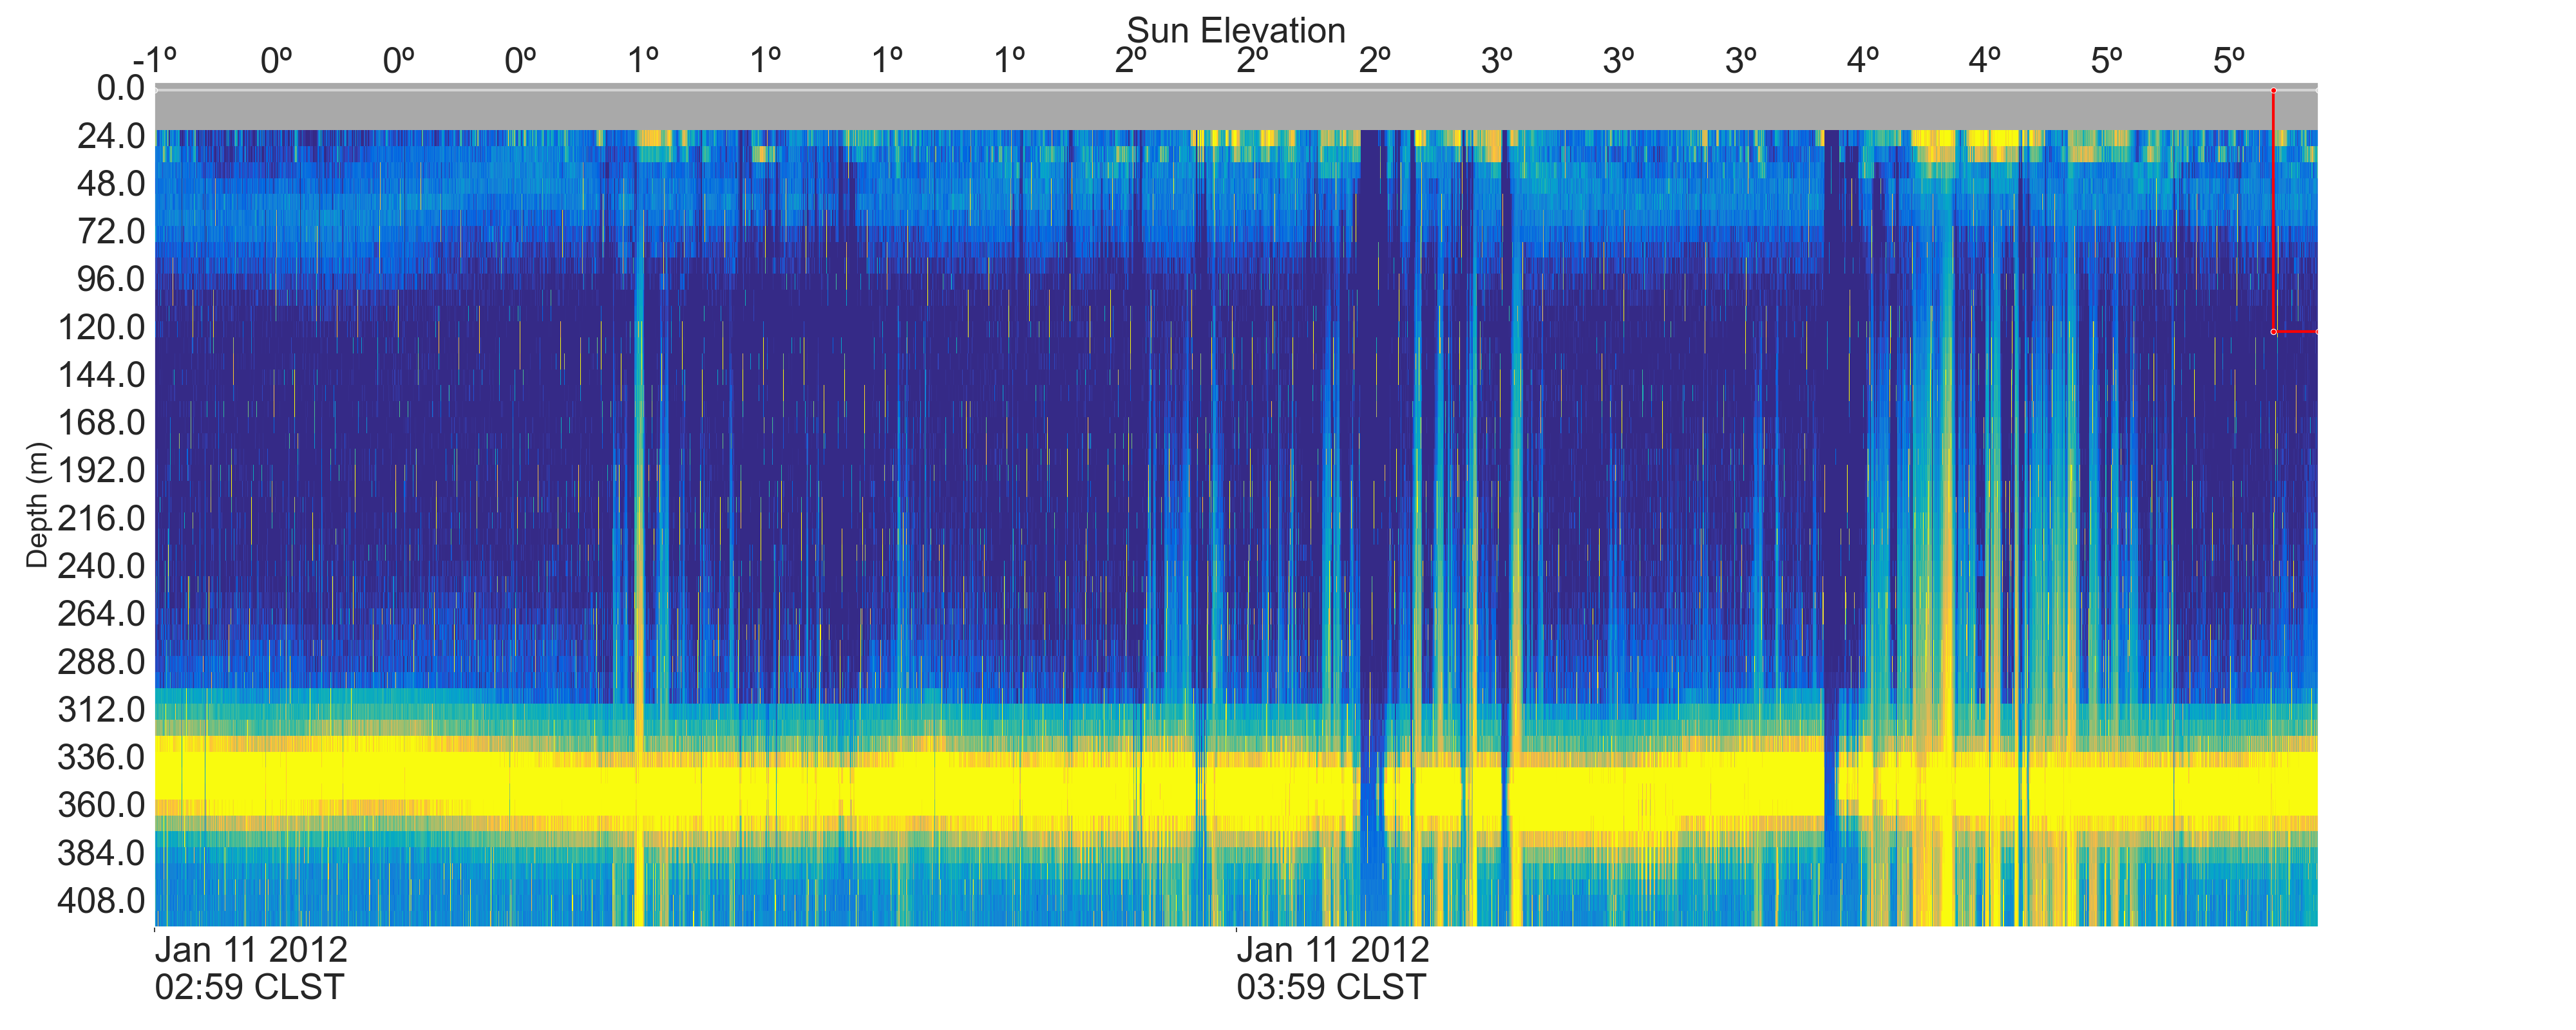 Sun Elevation
-1º 0º 0º 0º 1º 1º 1º 1º 2º 2º 2º 3º 3º 3º 4º 4º 5º 5º
0.0
24.0
48.0
72.0
96.0
120.0
144.0
168.0
192.0
216.0
240.0
264.0
288.0
312.0
336.0
360.0
384.0
408.0
Depth (m)
Jan 11 2012
02:59 CLST
Jan 11 2012
03:59 CLST